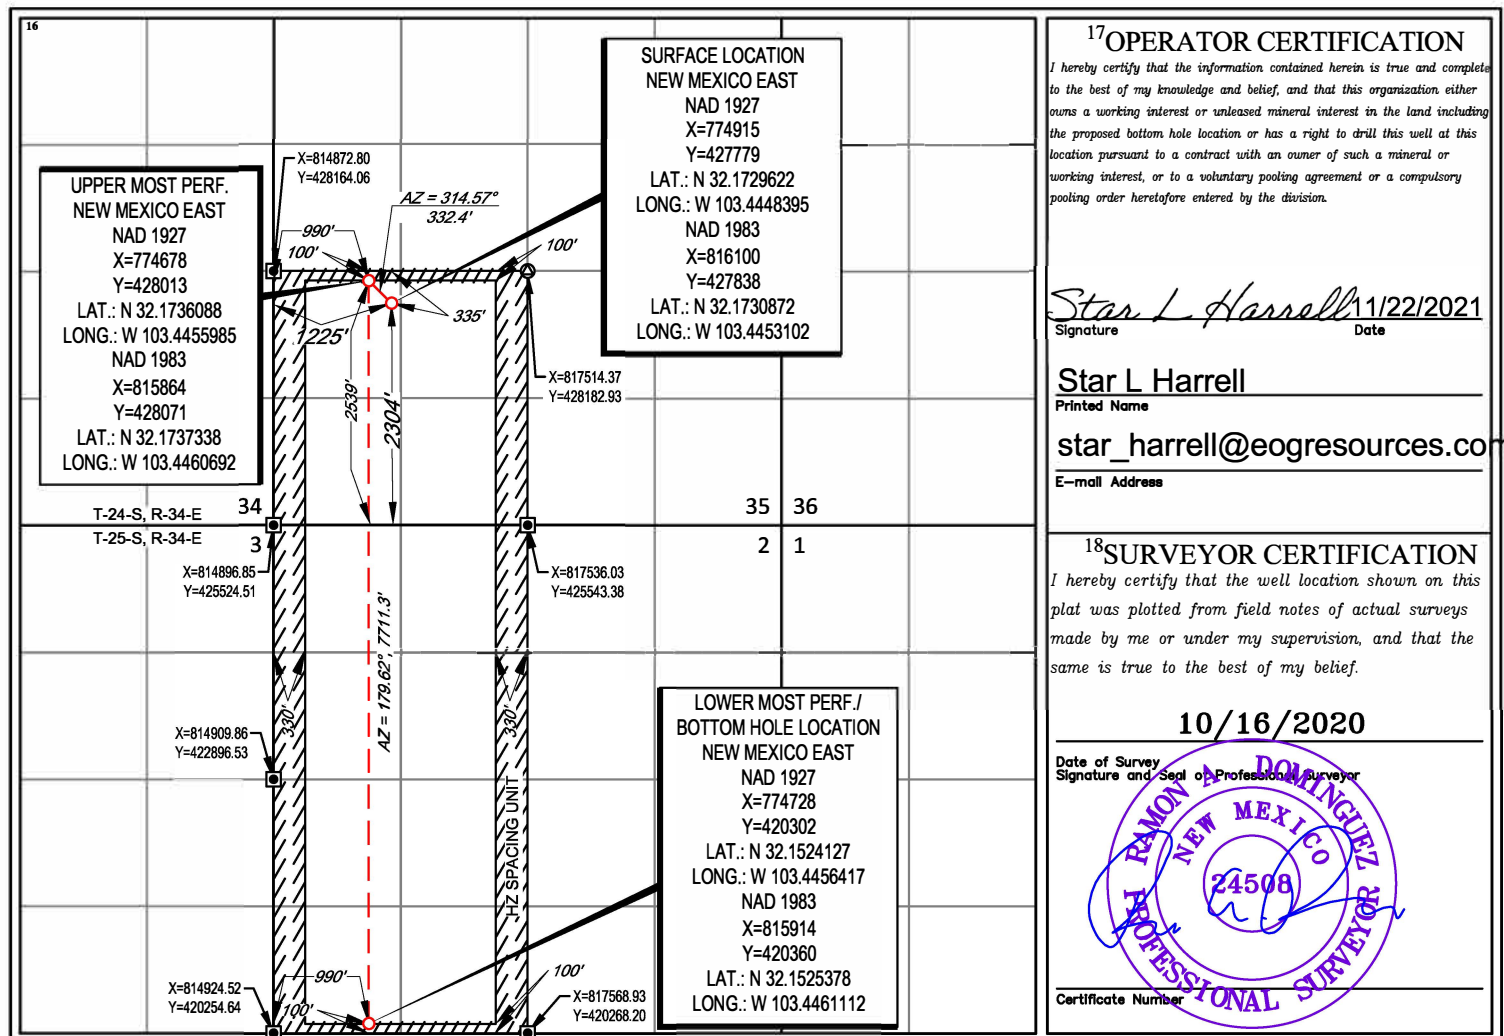 16
SURFACE LOCATION
NEW MEXICO EAST
NAD 1927
X=774915
Y=427779
LAT.: N 32.1729622
LONG.: W 103.4448395
NAD 1983
X=816100
Y=427838
LAT.: N 32.1730872
LONG.: W 103.4453102
UPPER MOST PERF.
NEW MEXICO EAST
NAD 1927
X=774678
Y=428013
LAT.: N 32.1736088
LONG.: W 103.4455985
NAD 1983
X=815864
Y=428071
LAT.: N 32.1737338
LONG.: W 103.4460692
X=814872.80
Y=428164.06
AZ = 314.57°
332.4'
990'
100'
100'
335'
1225'
2539'
2304'
X=817514.37
Y=428182.93
T-24-S, R-34-E
34
35
36
T-25-S, R-34-E
3
2
1
X=814896.85
Y=425524.51
X=817536.03
Y=425543.38
AZ = 179.62°, 7711.3'
330'
330'
X=814909.86
Y=422896.53
HZ SPACING UNIT
LOWER MOST PERF./
BOTTOM HOLE LOCATION
NEW MEXICO EAST
NAD 1927
X=774728
Y=420302
LAT.: N 32.1524127
LONG.: W 103.4456417
NAD 1983
X=815914
Y=420360
LAT.: N 32.1525378
LONG.: W 103.4461112
X=814924.52
Y=420254.64
990'
100'
100'
X=817568.93
Y=420268.20
17OPERATOR CERTIFICATION
I hereby certify that the information contained herein is true and complete
to the best of my knowledge and belief, and that this organization either
owns a working interest or unleased mineral interest in the land including
the proposed bottom hole location or has a right to drill this well at this
location pursuant to a contract with an owner of such a mineral or
working interest, or to a voluntary pooling agreement or a compulsory
pooling order heretofore entered by the division.
Star L Harrell 11/22/2021
Signature Date
Star L Harrell
Printed Name
star_harrell@eogresources.com
E-mail Address
18SURVEYOR CERTIFICATION
I hereby certify that the well location shown on this
plat was plotted from field notes of actual surveys
made by me or under my supervision, and that the
same is true to the best of my belief.
10/16/2020
Date of Survey
Signature and Seal of Professional Surveyor
RAMON A. DOMINGUEZ
NEW MEXICO
24508
PROFESSIONAL SURVEYOR
Certificate Number